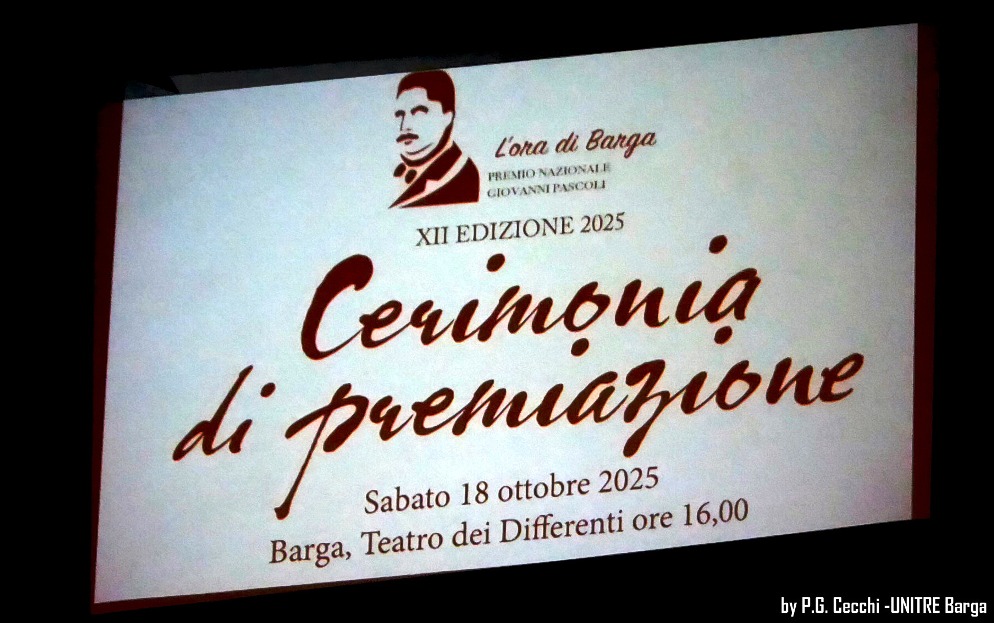 L'ora di Barga
PREMIO NAZIONALE
GIOVANNI PASCOLI
XII EDIZIONE 2025
Cerimonia
di premiazione
Sabato 18 ottobre 2025
Barga, Teatro dei Differenti ore 16,00
by P.G. Cecchi -UNITRE Barga